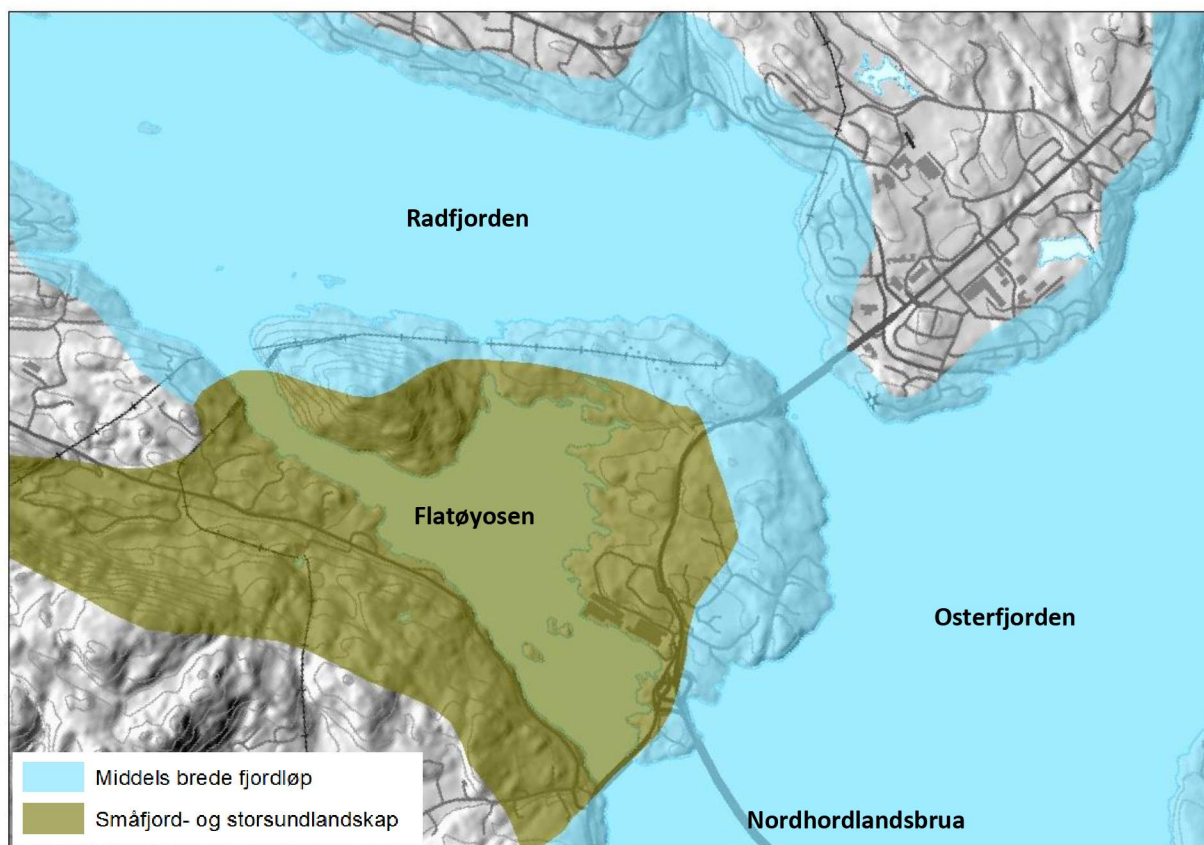 Radfjorden
Flatøyosen
Osterfjorden
Middels brede fjordløp
Småfjord- og storsundlandskap
Nordhordlandsbrua